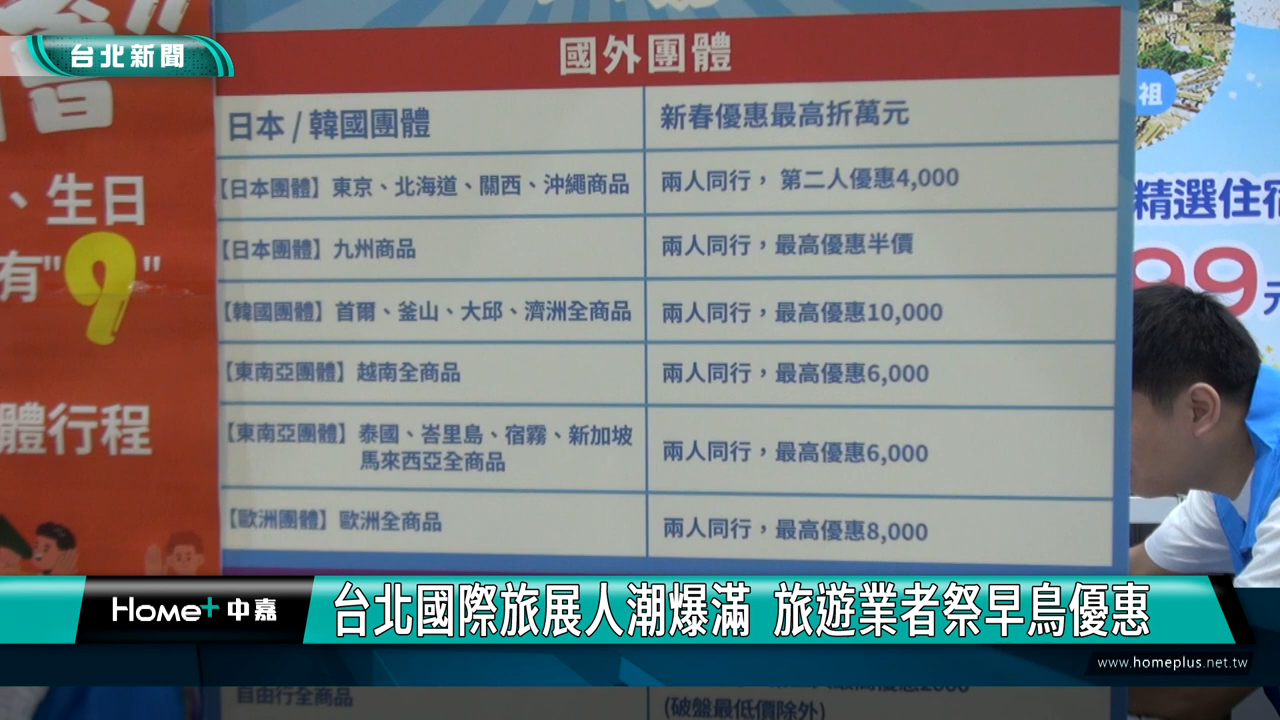 台北新聞
、生日
有"9"
體行程
國外團體
日本 / 韓國團體
新春優惠最高折萬元
【日本團體】東京、北海道、關西、沖繩商品
兩人同行，第二人優惠4,000
【日本團體】九州商品
兩人同行，最高優惠半價
【韓國團體】首爾、釜山、大邱、濟洲全商品
兩人同行，最高優惠10,000
【東南亞團體】越南全商品
兩人同行，最高優惠6,000
【東南亞團體】泰國、峇里島、宿霧、新加坡
馬來西亞全商品
兩人同行，最高優惠6,000
【歐洲團體】歐洲全商品
兩人同行，最高優惠8,000
祖
精選住宿
99元
Home+中嘉
台北國際旅展人潮爆滿 旅遊業者祭早鳥優惠
www.homeplus.net.tw
自由行全商品
(破盤最低價除外)